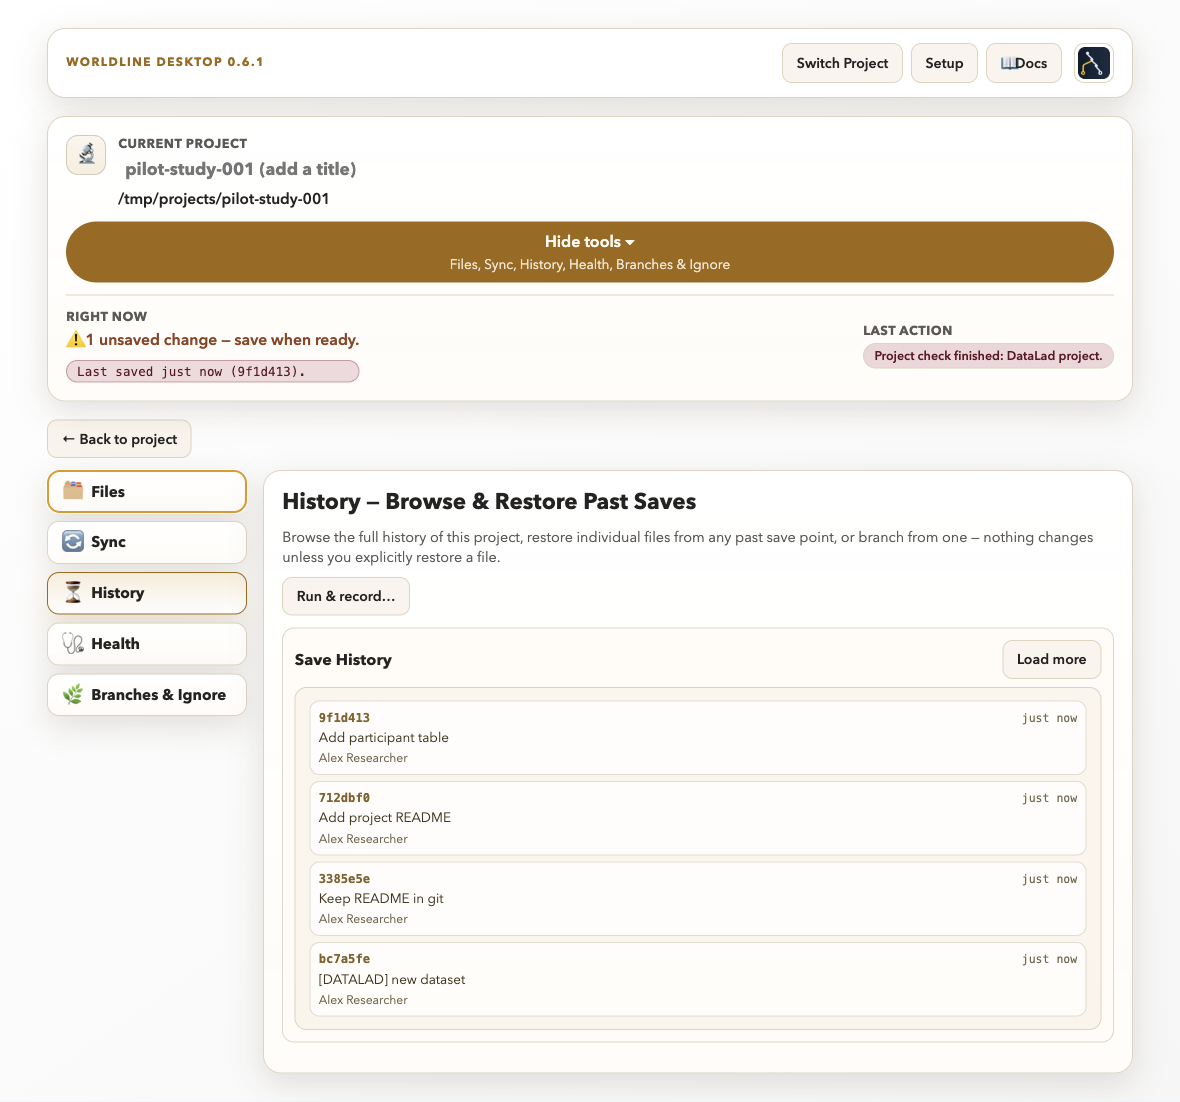 WORLDLINE DESKTOP 0.6.1
Switch Project
Setup
Docs
CURRENT PROJECT
pilot-study-001 (add a title)
/tmp/projects/pilot-study-001
Hide tools
Files, Sync, History, Health, Branches & Ignore
RIGHT NOW
1 unsaved change — save when ready.
Last saved just now (9f1d413).
LAST ACTION
Project check finished: DataLad project.
← Back to project
Files
Sync
History
Health
Branches & Ignore
History — Browse & Restore Past Saves
Browse the full history of this project, restore individual files from any past save point, or branch from one — nothing changes
unless you explicitly restore a file.
Run & record…
Save History
Load more
9f1d413
just now
Add participant table
Alex Researcher
712dbf0
just now
Add project README
Alex Researcher
3385e5e
just now
Keep README in git
Alex Researcher
bc7a5fe
just now
[DATALAD] new dataset
Alex Researcher